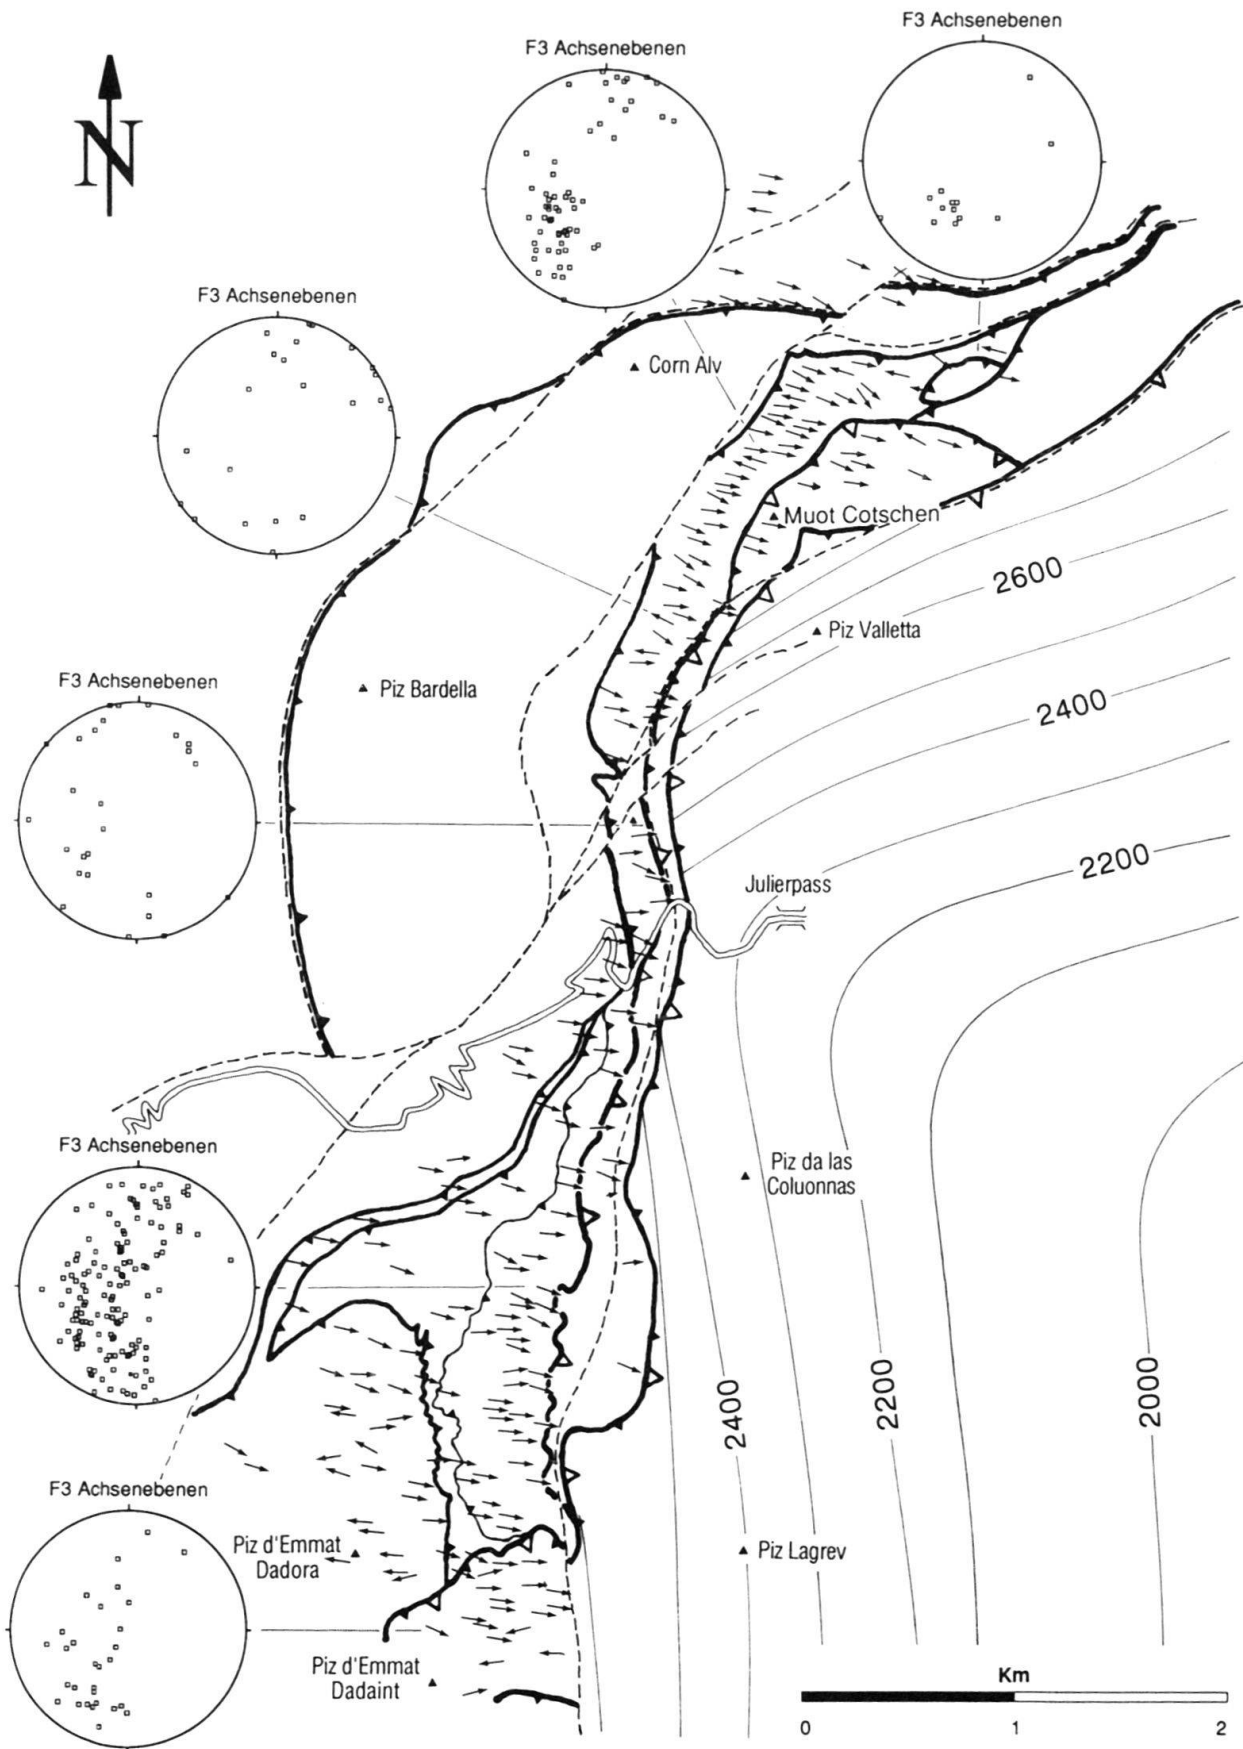 F3 Achsenebenen
F3 Achsenebenen
N
F3 Achsenebenen
Corn Alv
Muot Cotschen
2600
Piz Valletta
F3 Achsenebenen
Piz Bardella
2400
2200
Julierpass
F3 Achsenebenen
Piz da las
Coluonnas
2400
2200
2000
F3 Achsenebenen
Piz d'Emmat
Dadora
Piz Lagrev
Piz d'Emmat
Dadaint
Km
0 1 2